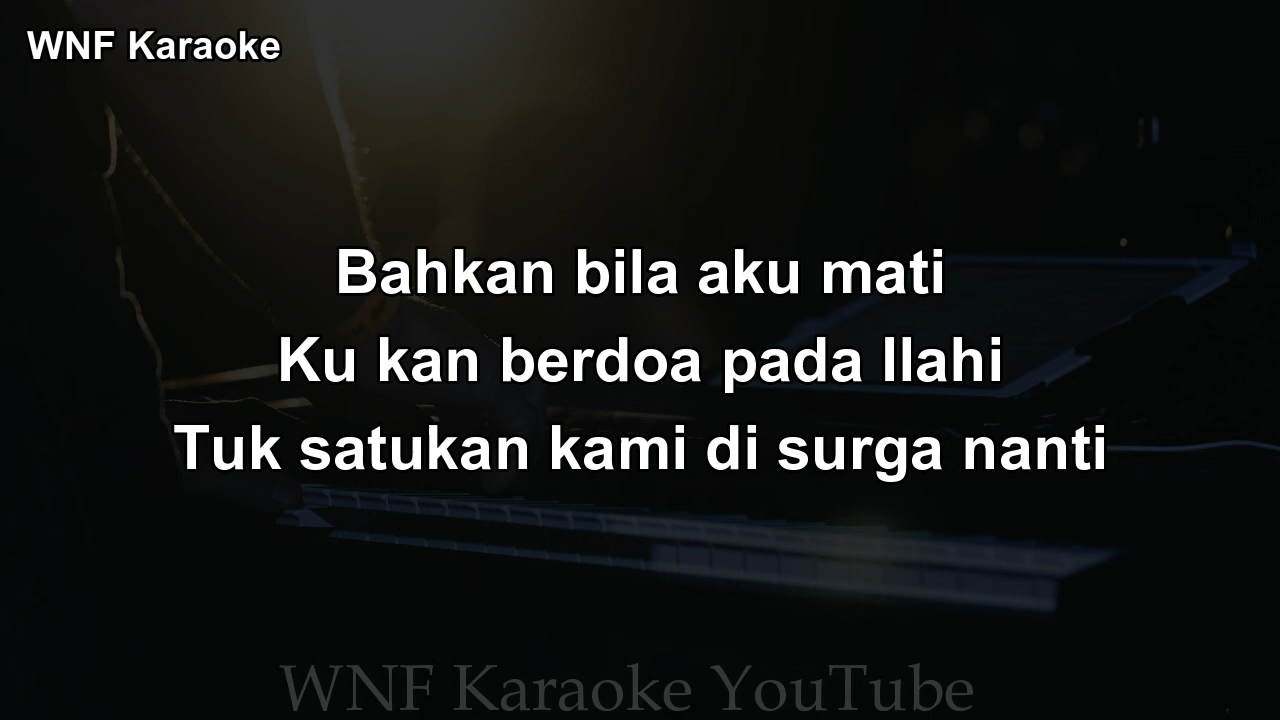 WNF Karaoke
Bahkan bila aku mati
Ku kan berdoa pada Ilahi
Tuk satukan kami di surga nanti
WNF Karaoke YouTube